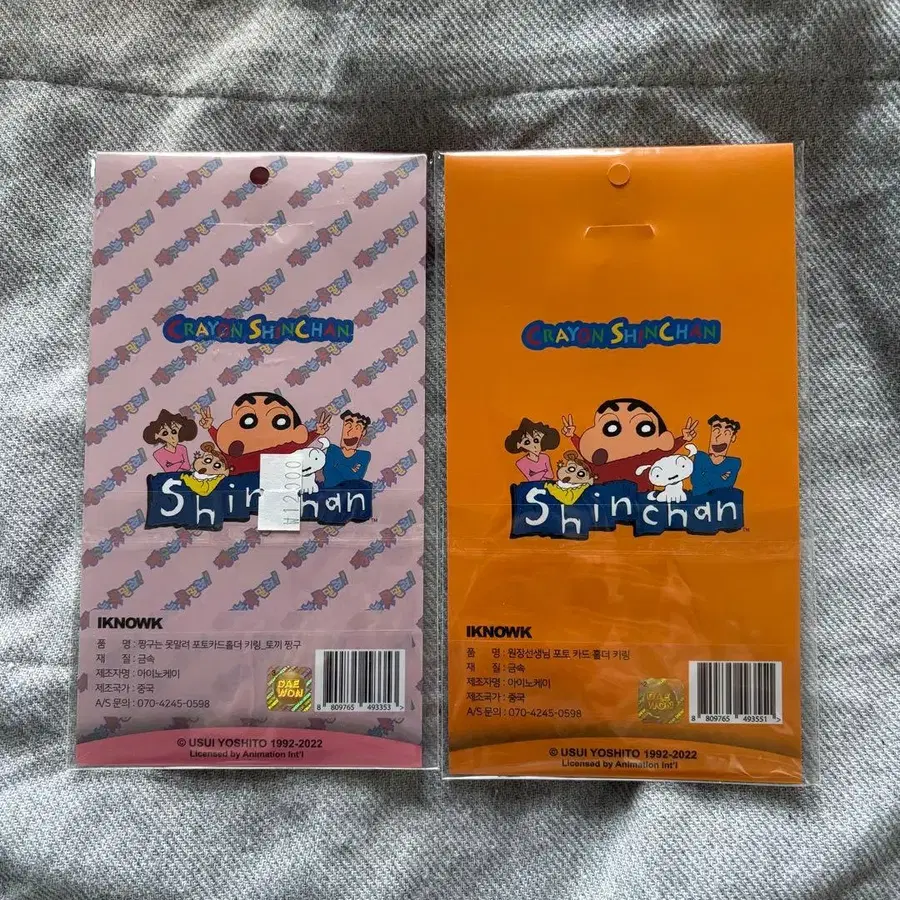 CRAYON SHINCHAN
Shin chan
₩12,000
IKNOWK
품 명 : 짱구는 못말려 포토카드홀더 키링_토끼 짱구
재 질 : 금속
제조자명 : 아이노케이
제조국가 : 중국
A/S 문의 : 070-4245-0598
DAE
WON
8 809765 493353 >
© USUI YOSHITO 1992-2022
Licensed by Animation Int'l
CRAYON SHINCHAN
Shin chan
TM
IKNOWK
품 명 : 원장선생님 포토 카드 홀더 키링
재 질 : 금속
제조자명 : 아이노케이
제조국가 : 중국
A/S 문의 : 070-4245-0598
DAE
WON
8 809765 493551 >
© USUI YOSHITO 1992-2022
Licensed by Animation Int'l